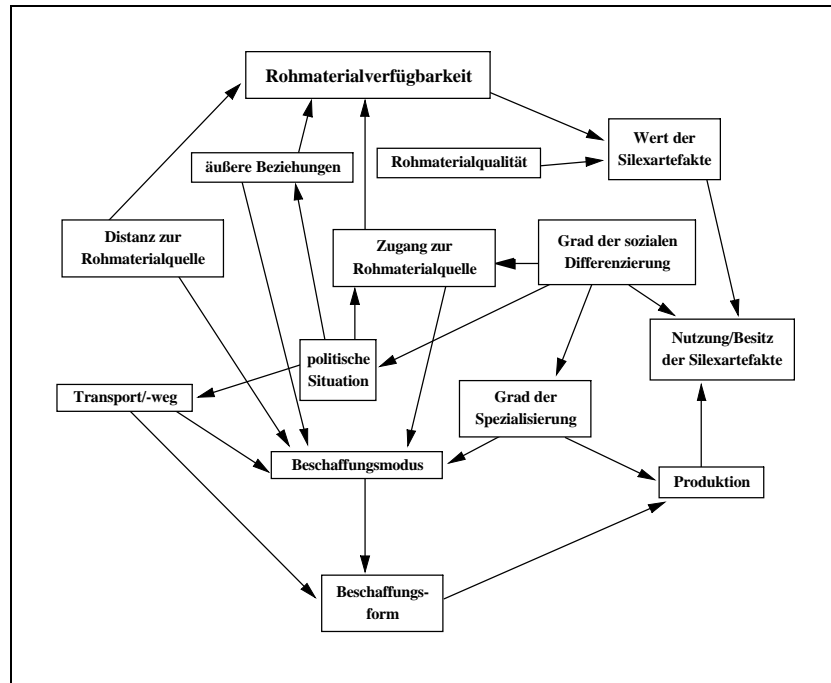 Rohmaterialverfügbarkeit
Wert der
Silexartefakte
Rohmaterialqualität
äußere Beziehungen
Distanz zur
Rohmaterialquelle
Zugang zur
Rohmaterialquelle
Grad der sozialen
Differenzierung
Nutzung/Besitz
der Silexartefakte
politische
Situation
Transport/-weg
Grad der
Spezialisierung
Beschaffungsmodus
Produktion
Beschaffungs-
form